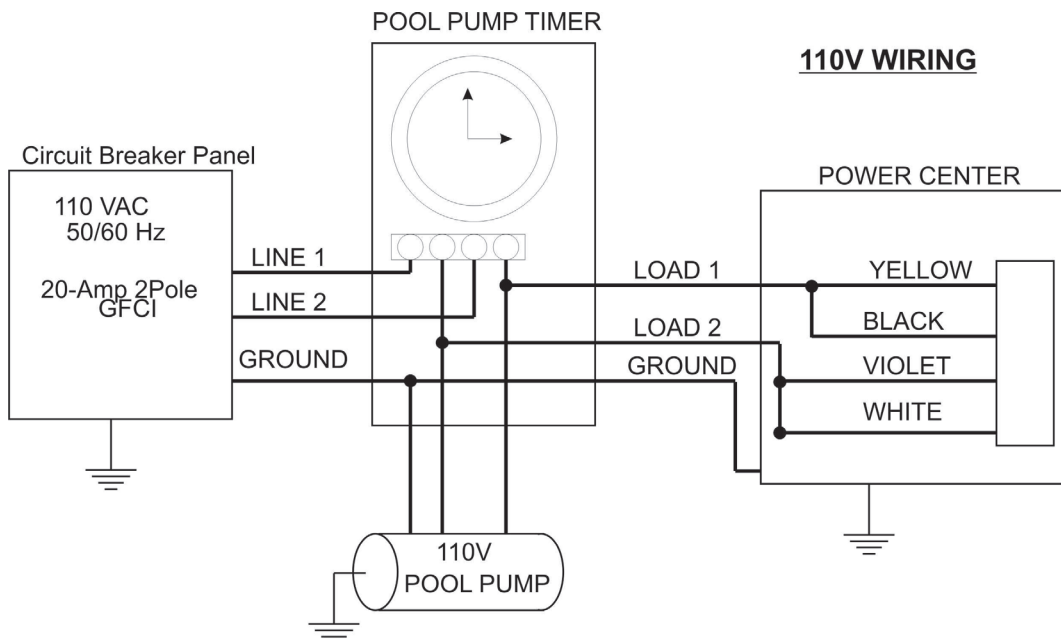 POOL PUMP TIMER
110V WIRING
Circuit Breaker Panel
110 VAC
50/60 Hz
20-Amp 2Pole
GFCI
LINE 1
LINE 2
GROUND
LOAD 1
LOAD 2
GROUND
POWER CENTER
YELLOW
BLACK
VIOLET
WHITE
110V
POOL PUMP